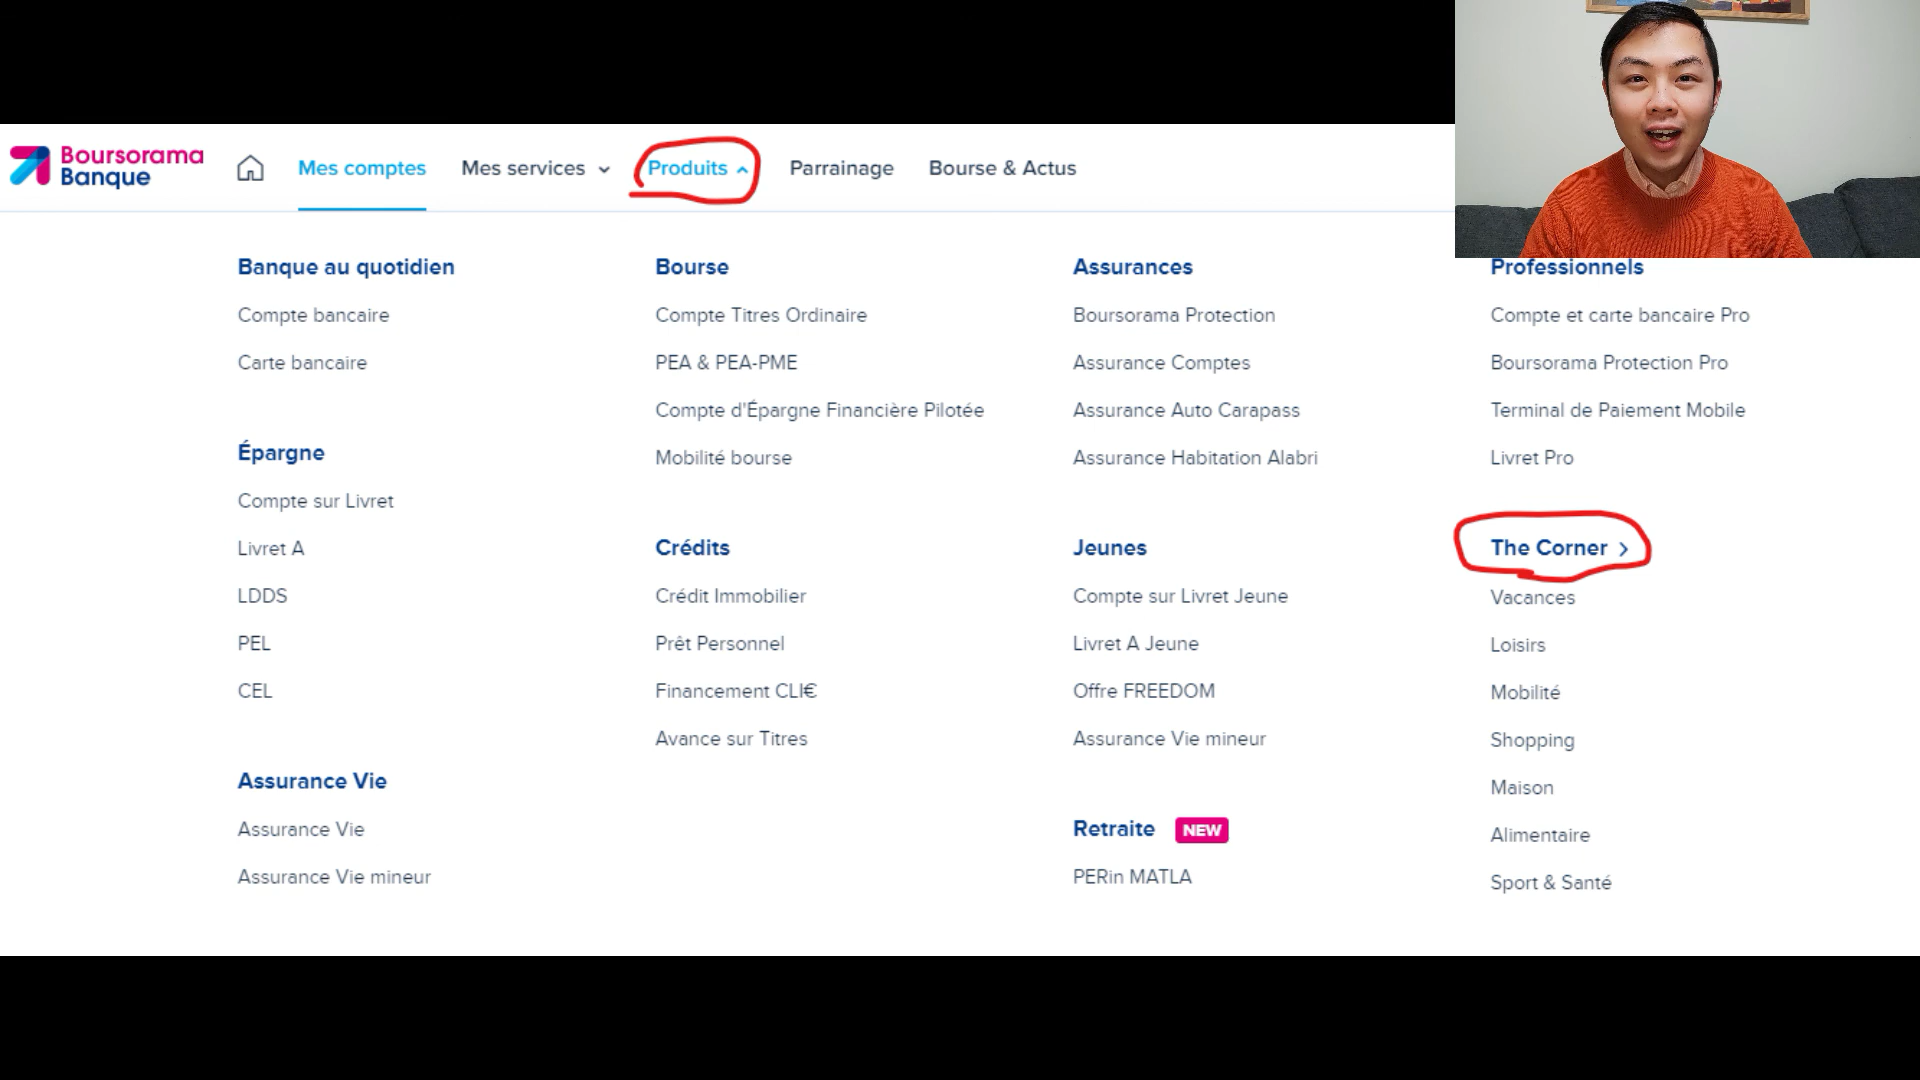 Boursorama
Banque
Mes comptes
Mes services
Produits
Parrainage
Bourse & Actus
Banque au quotidien
Compte bancaire
Carte bancaire
Épargne
Compte sur Livret
Livret A
LDDS
PEL
CEL
Assurance Vie
Assurance Vie
Assurance Vie mineur
Bourse
Compte Titres Ordinaire
PEA & PEA-PME
Compte d'Épargne Financière Pilotée
Mobilité bourse
Crédits
Crédit Immobilier
Prêt Personnel
Financement CLI€
Avance sur Titres
Assurances
Boursorama Protection
Assurance Comptes
Assurance Auto Carapass
Assurance Habitation Alabri
Jeunes
Compte sur Livret Jeune
Livret A Jeune
Offre FREEDOM
Assurance Vie mineur
Retraite NEW
PERin MATLA
Professionnels
Compte et carte bancaire Pro
Boursorama Protection Pro
Terminal de Paiement Mobile
Livret Pro
The Corner
Vacances
Loisirs
Mobilité
Shopping
Maison
Alimentaire
Sport & Santé